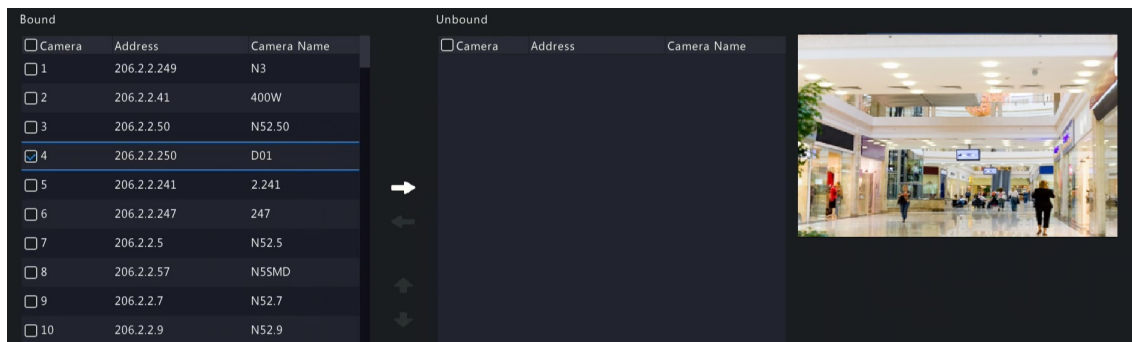 Bound
Camera Address Camera Name
1 206.2.2.249 N3
2 206.2.2.41 400W
3 206.2.2.50 N52.50
4 206.2.2.250 D01
5 206.2.2.241 2.241
6 206.2.2.247 247
7 206.2.2.5 N52.5
8 206.2.2.57 N5SMD
9 206.2.2.7 N52.7
10 206.2.2.9 N52.9
Unbound
Camera Address Camera Name